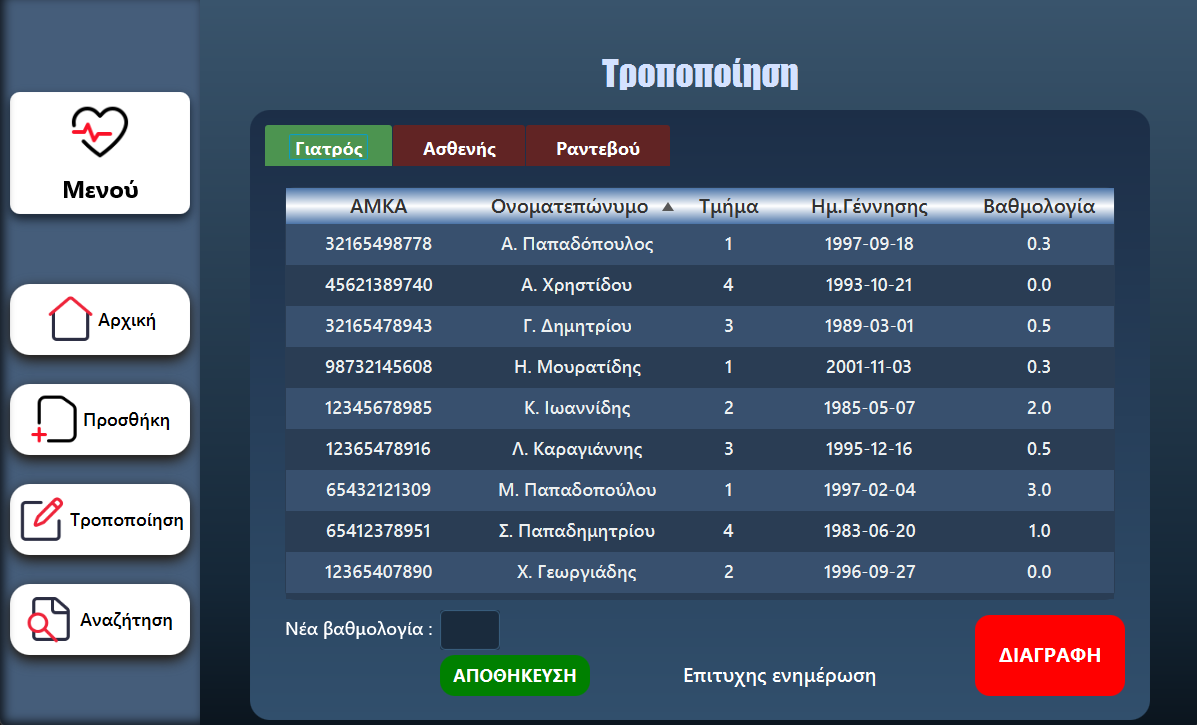 Τροποποίηση
Μενού
Αρχική
Προσθήκη
Τροποποίηση
Αναζήτηση
Γιατρός Ασθενής Ραντεβού
ΑΜΚΑ Ονοματεπώνυμο Τμήμα Ημ.Γέννησης Βαθμολογία
32165498778 Α. Παπαδόπουλος 1 1997-09-18 0.3
45621389740 Α. Χρηστίδου 4 1993-10-21 0.0
32165478943 Γ. Δημητρίου 3 1989-03-01 0.5
98732145608 Η. Μουρατίδης 1 2001-11-03 0.3
12345678985 Κ. Ιωαννίδης 2 1985-05-07 2.0
12365478916 Λ. Καραγιάννης 3 1995-12-16 0.5
65432121309 Μ. Παπαδοπούλου 1 1997-02-04 3.0
65412378951 Σ. Παπαδημητρίου 4 1983-06-20 1.0
12365407890 Χ. Γεωργιάδης 2 1996-09-27 0.0
Νέα βαθμολογία :
ΑΠΟΘΗΚΕΥΣΗ
Επιτυχης ενημέρωση
ΔΙΑΓΡΑΦΗ